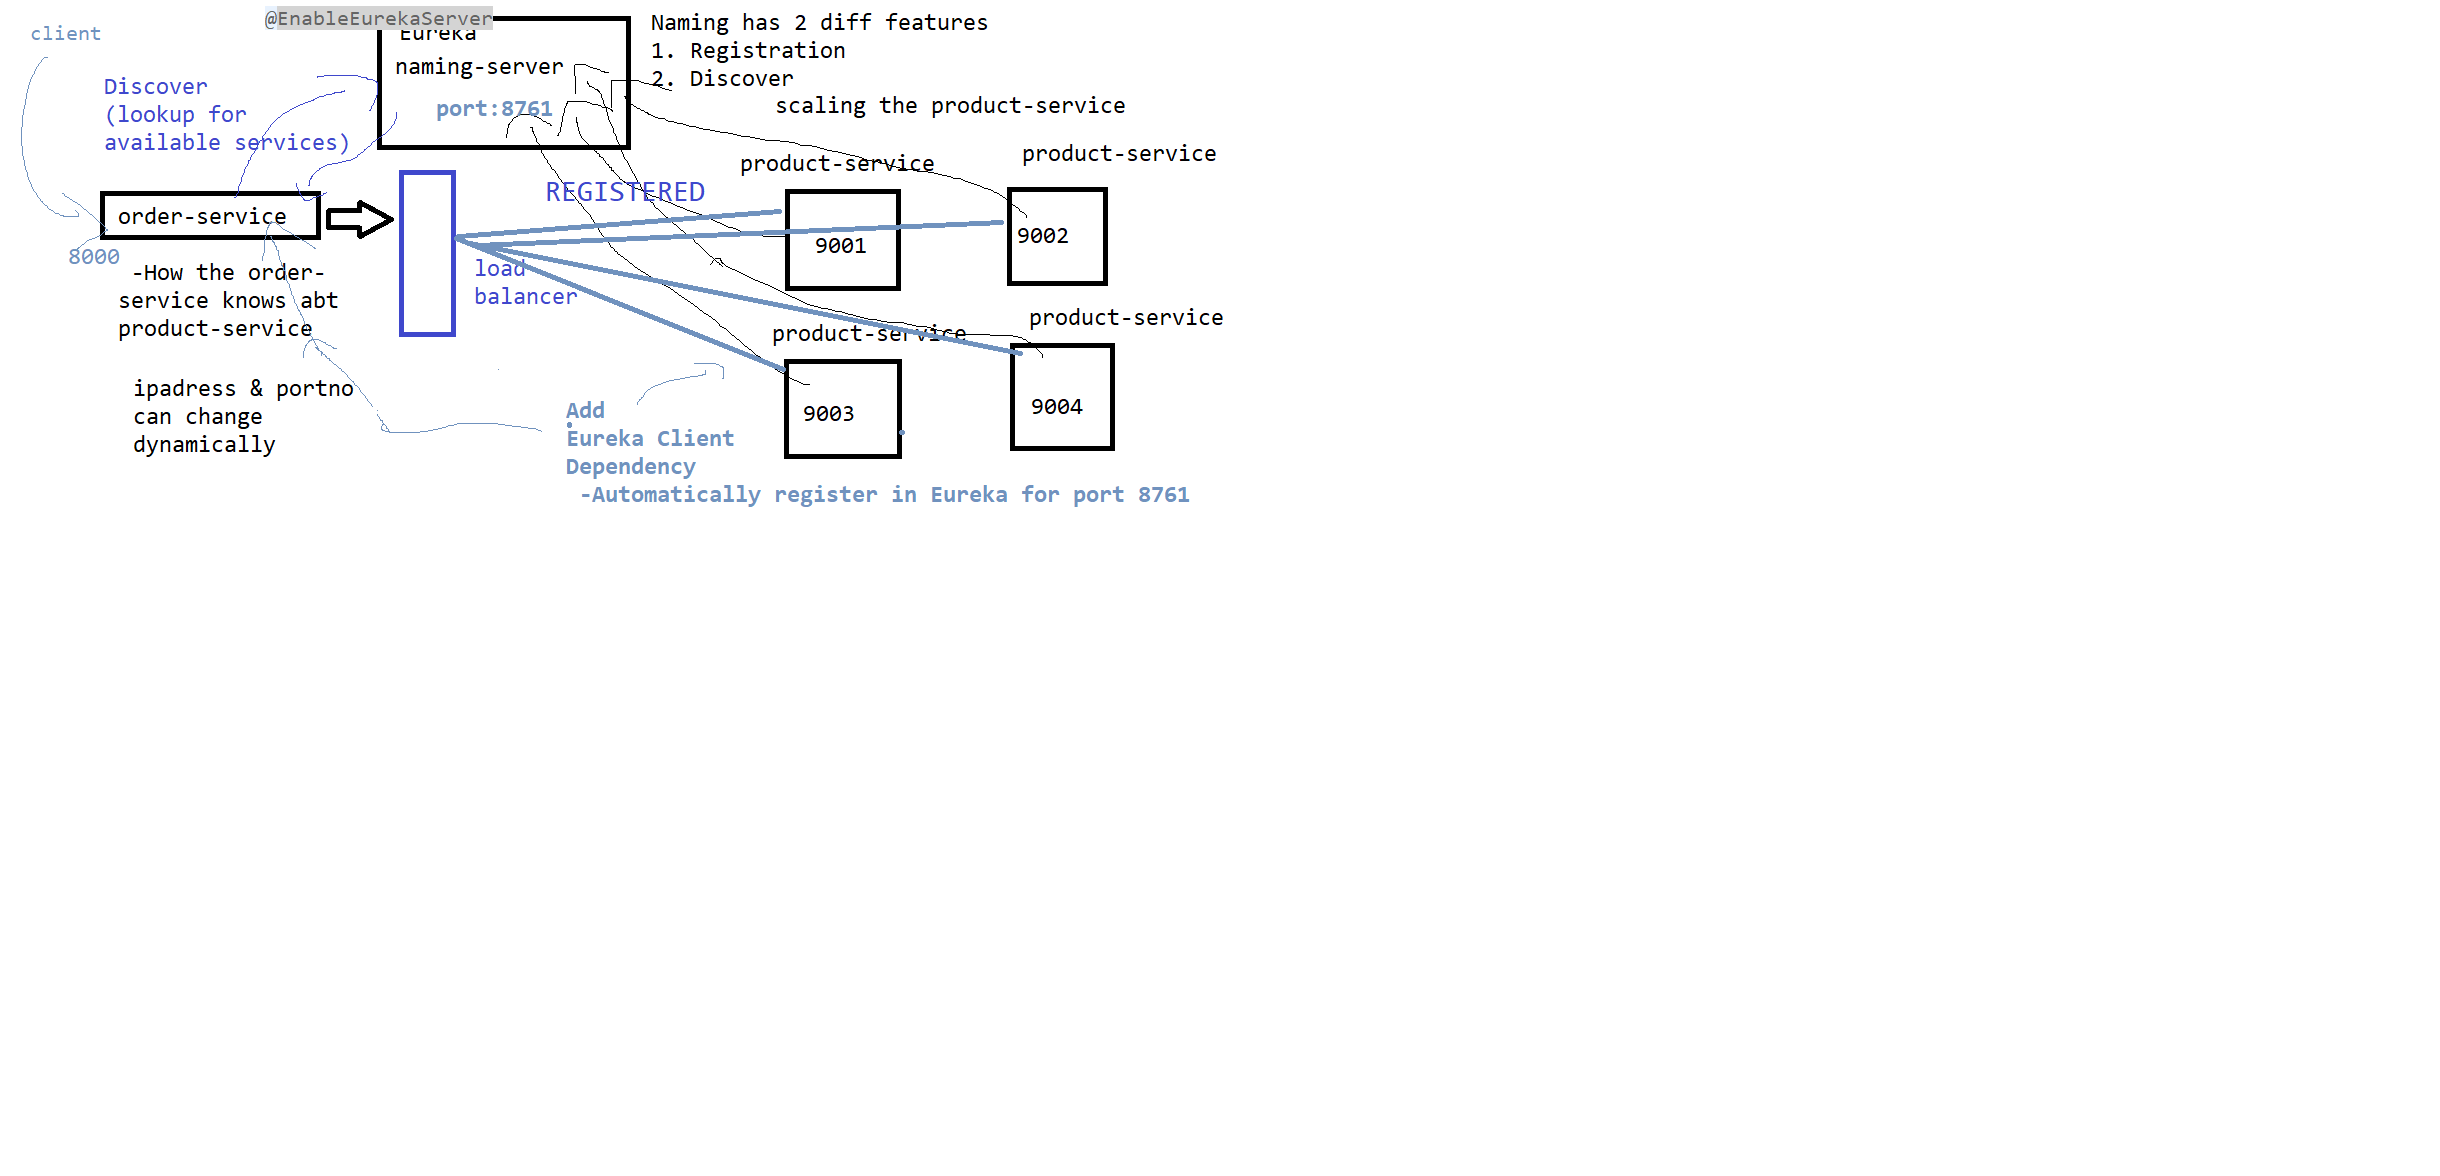 @EnableEurekaServer
Eureka
naming-server
port:8761
Naming has 2 diff features
1. Registration
2. Discover
scaling the product-service
client
Discover
(lookup for
available services)
order-service
8000
-How the order-
service knows abt
product-service
ipadress & portno
can change
dynamically
REGISTERED
load
balancer
product-service
9001
product-service
9002
product-service
9003
product-service
9004
Add
Eureka Client
Dependency
-Automatically register in Eureka for port 8761